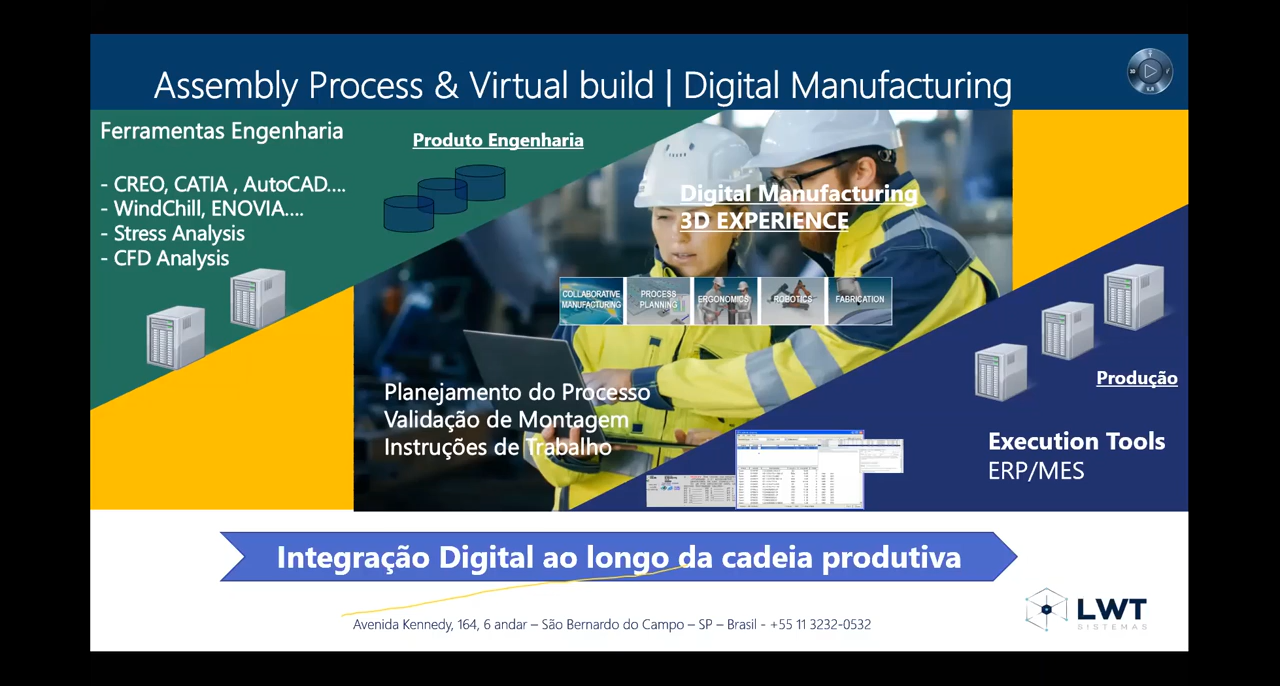 Assembly Process & Virtual build | Digital Manufacturing
Ferramentas Engenharia
- CREO, CATIA , AutoCAD....
- WindChill, ENOVIA....
- Stress Analysis
- CFD Analysis
Produto Engenharia
Digital Manufacturing
3D EXPERIENCE
COLLABORATIVE
MANUFACTURING
PROCESS
PLANNING
ERGONOMICS
ROBOTICS
FABRICATION
Planejamento do Processo
Validação de Montagem
Instruções de Trabalho
Produção
Execution Tools
ERP/MES
Integração Digital ao longo da cadeia produtiva
Avenida Kennedy, 164, 6 andar – São Bernardo do Campo – SP – Brasil - +55 11 3232-0532
LWT
SISTEMAS